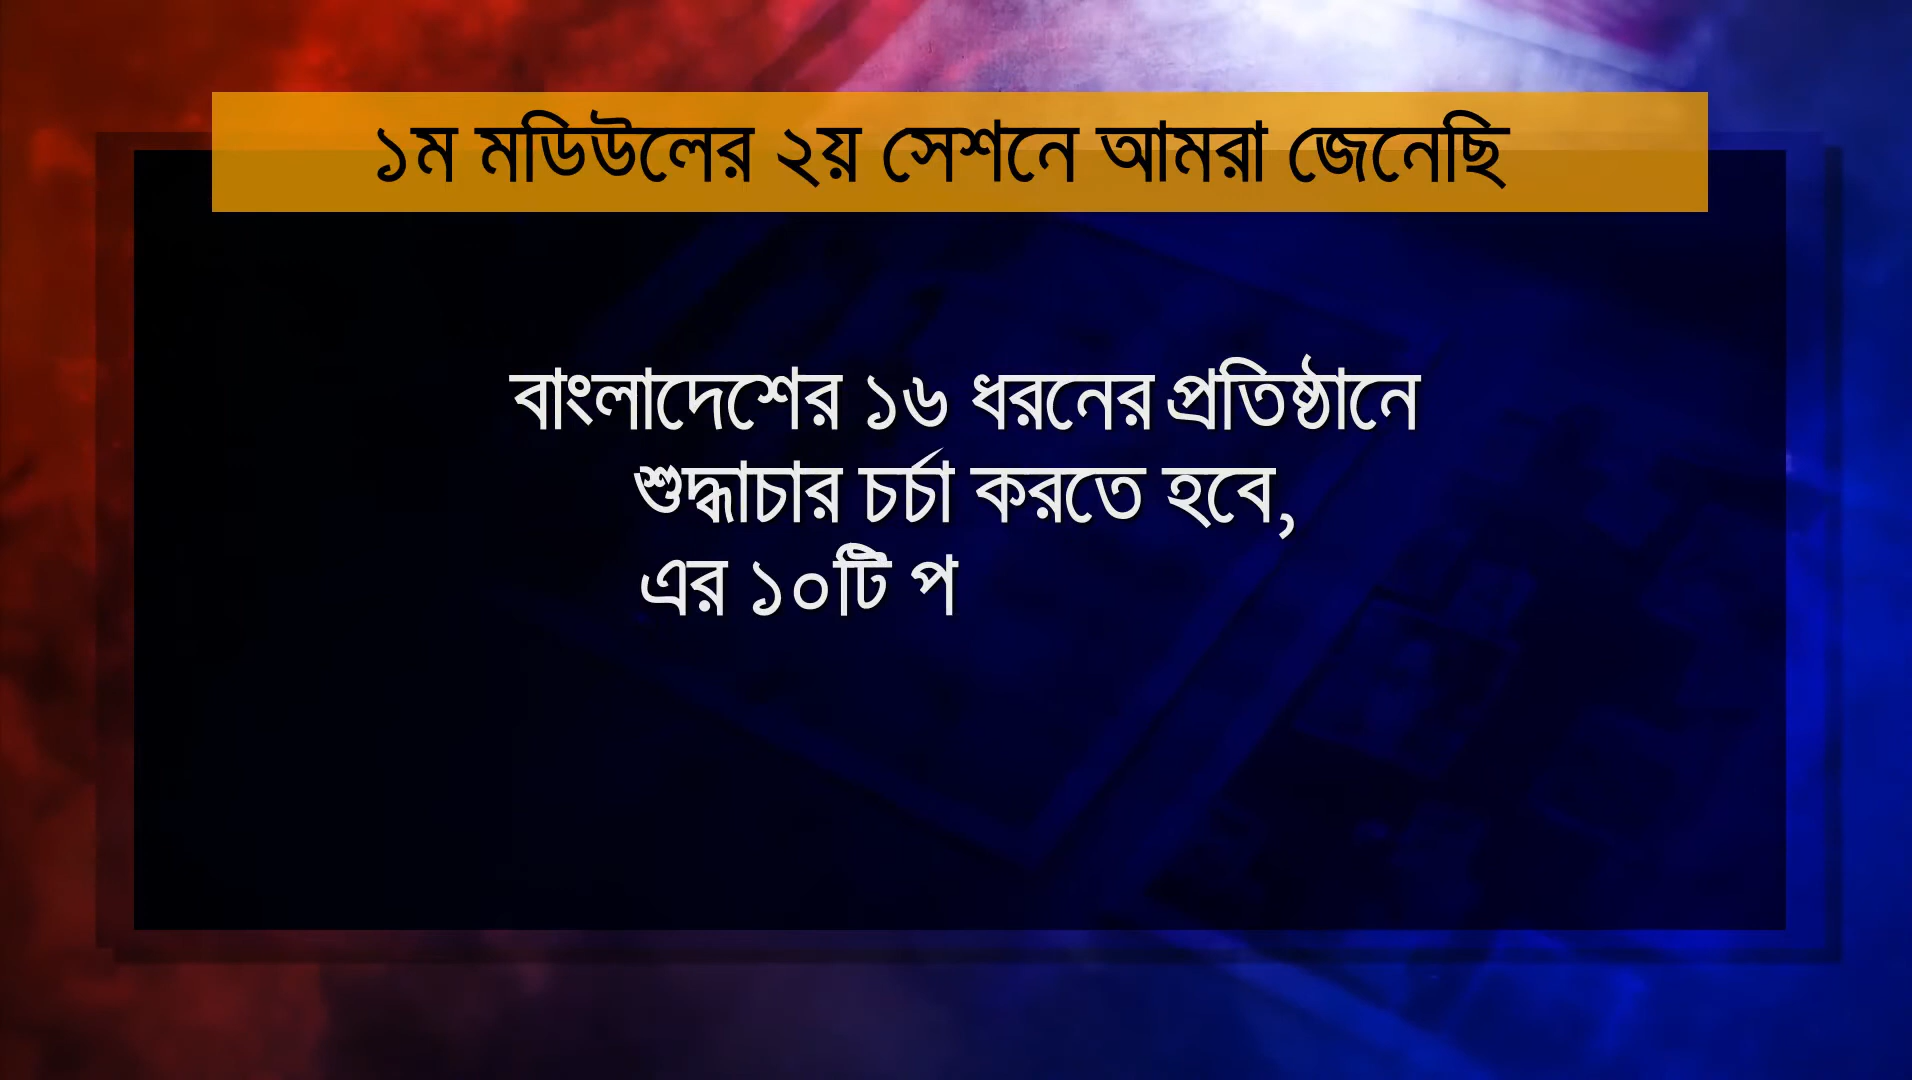 ১ম মডিউলের ২য় সেশনে আমরা জেনেছি
বাংলাদেশের ১৬ ধরনের প্রতিষ্ঠানে
শুদ্ধাচার চর্চা করতে হবে,
এর ১০টি প